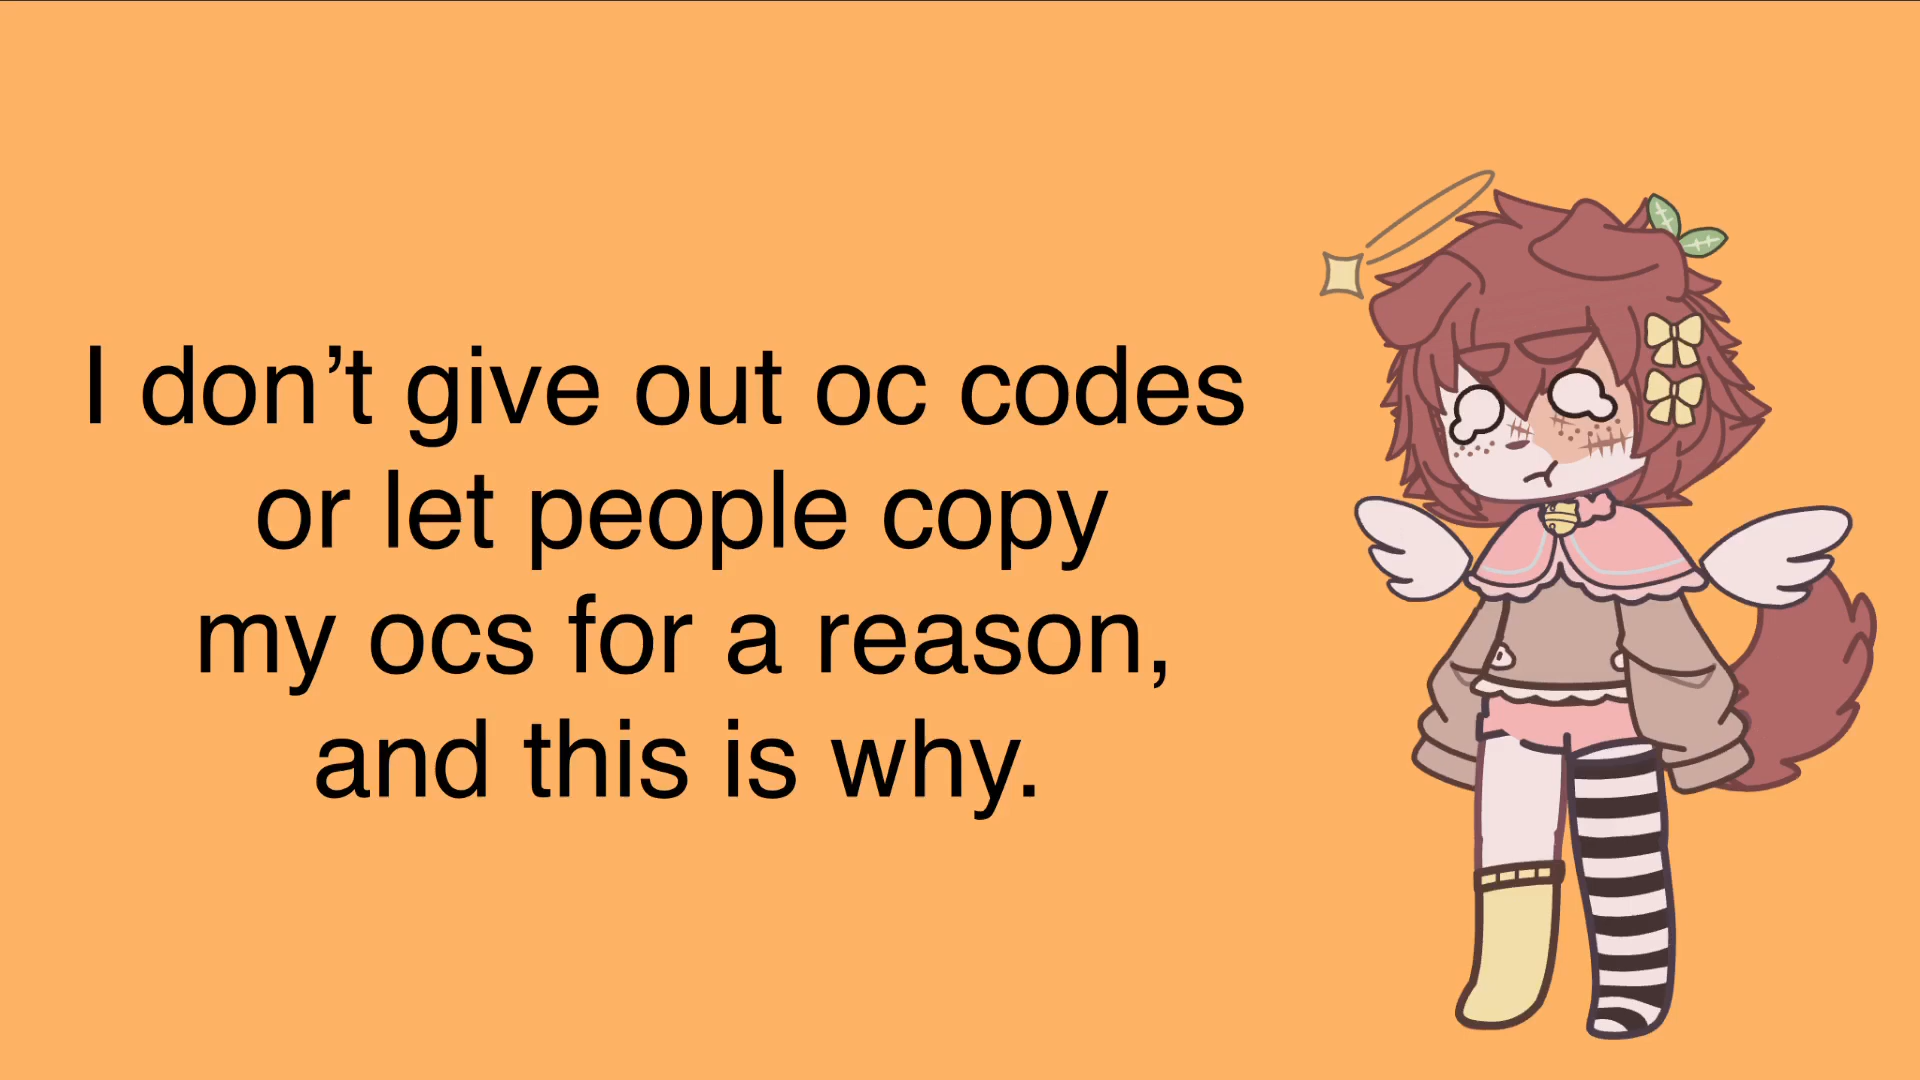 I don’t give out oc codes
or let people copy
my ocs for a reason,
and this is why.